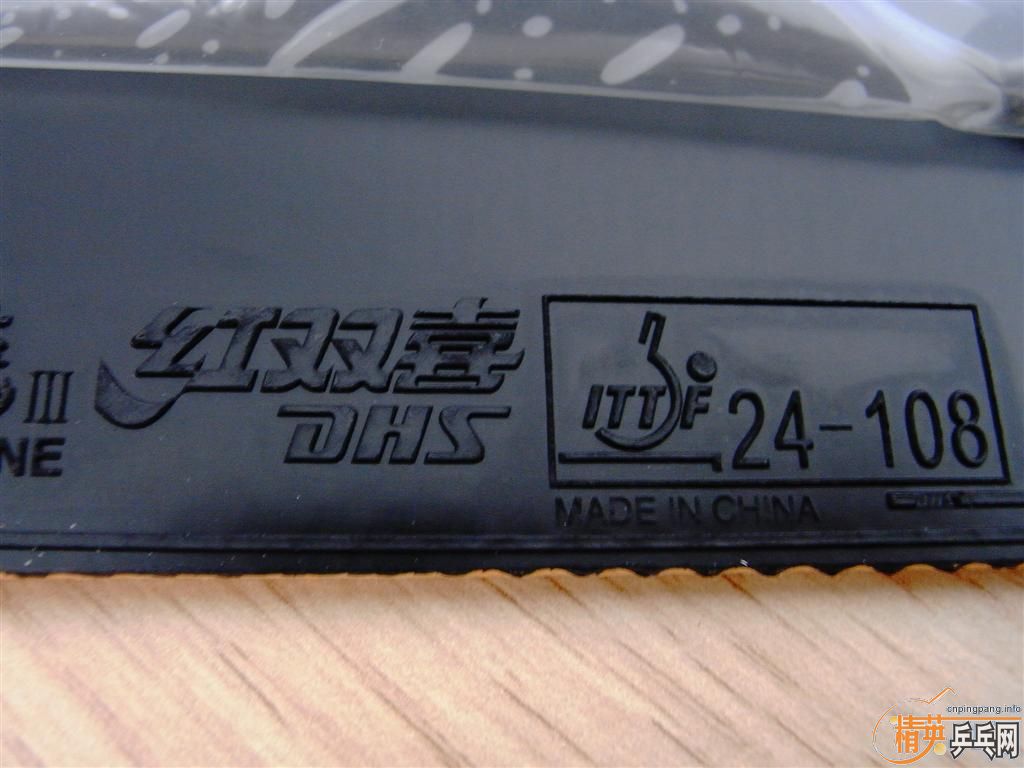 III
NE
红双喜
DHS
ITTF 24-108
MADE IN CHINA
cnpingpang.info
精英乒乓网